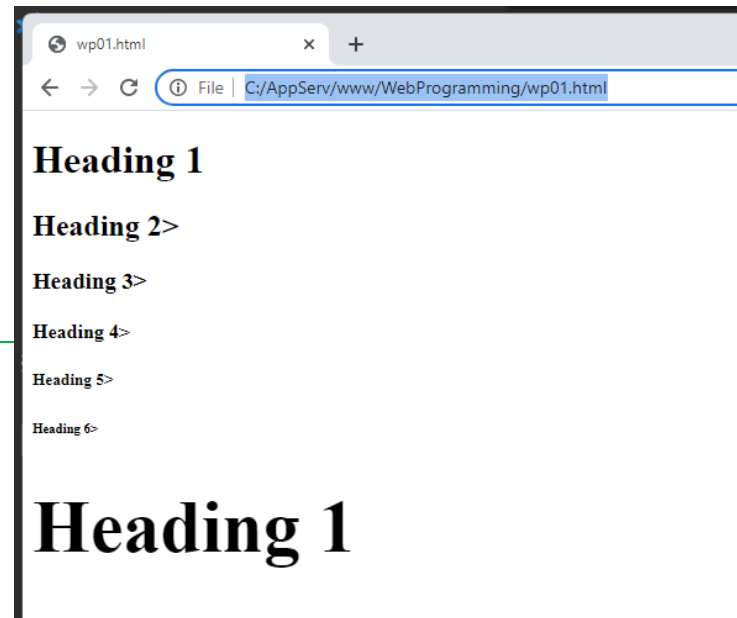 wp01.html
File C:/AppServ/www/WebProgramming/wp01.html
Heading 1
Heading 2>
Heading 3>
Heading 4>
Heading 5>
Heading 6>
Heading 1